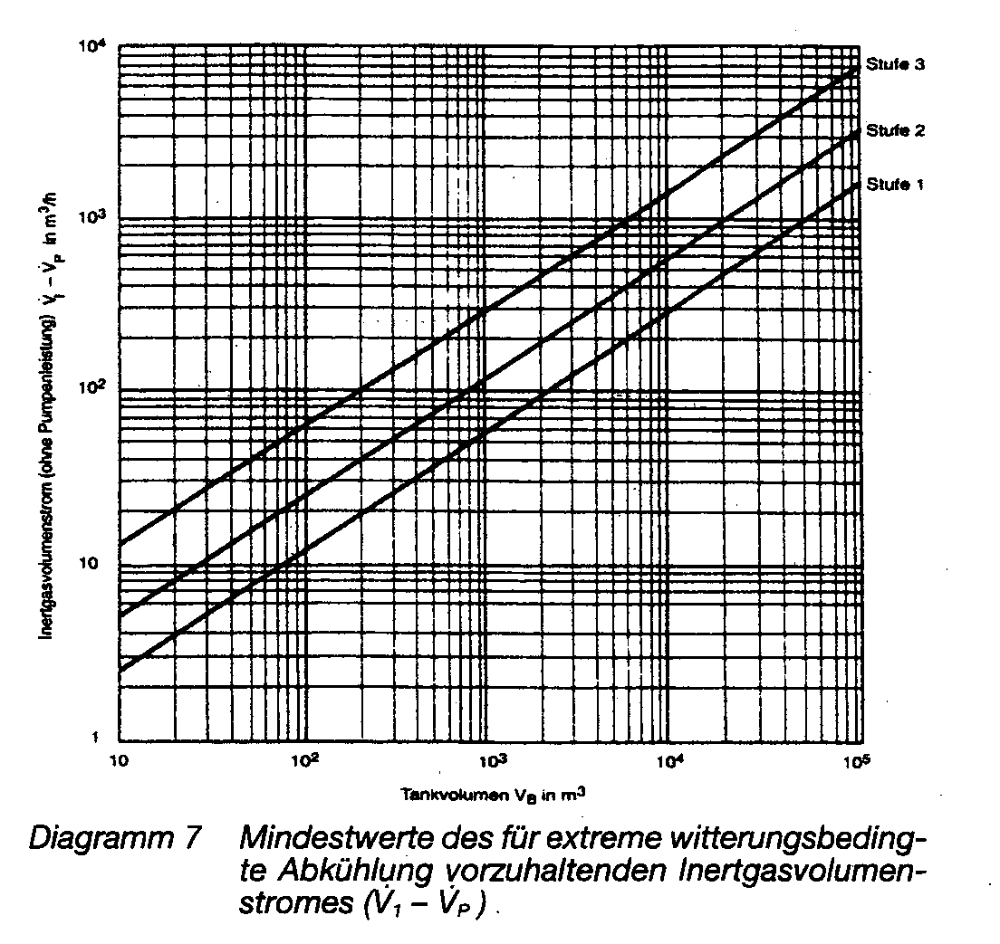 10⁴
Stufe 3
Stufe 2
Stufe 1
10³
10²
10
1
Inertgasvolumenstrom (ohne Pumpenleistung) V̇ı – V̇ₚ in m³/h
10 10² 10³ 10⁴ 10⁵
Tankvolumen V_B in m³
Diagramm 7 Mindestwerte des für extreme witterungsbeding-
te Abkühlung vorzuhaltenden Inertgasvolumen-
stromes (V̇₁ – V̇ₚ) .